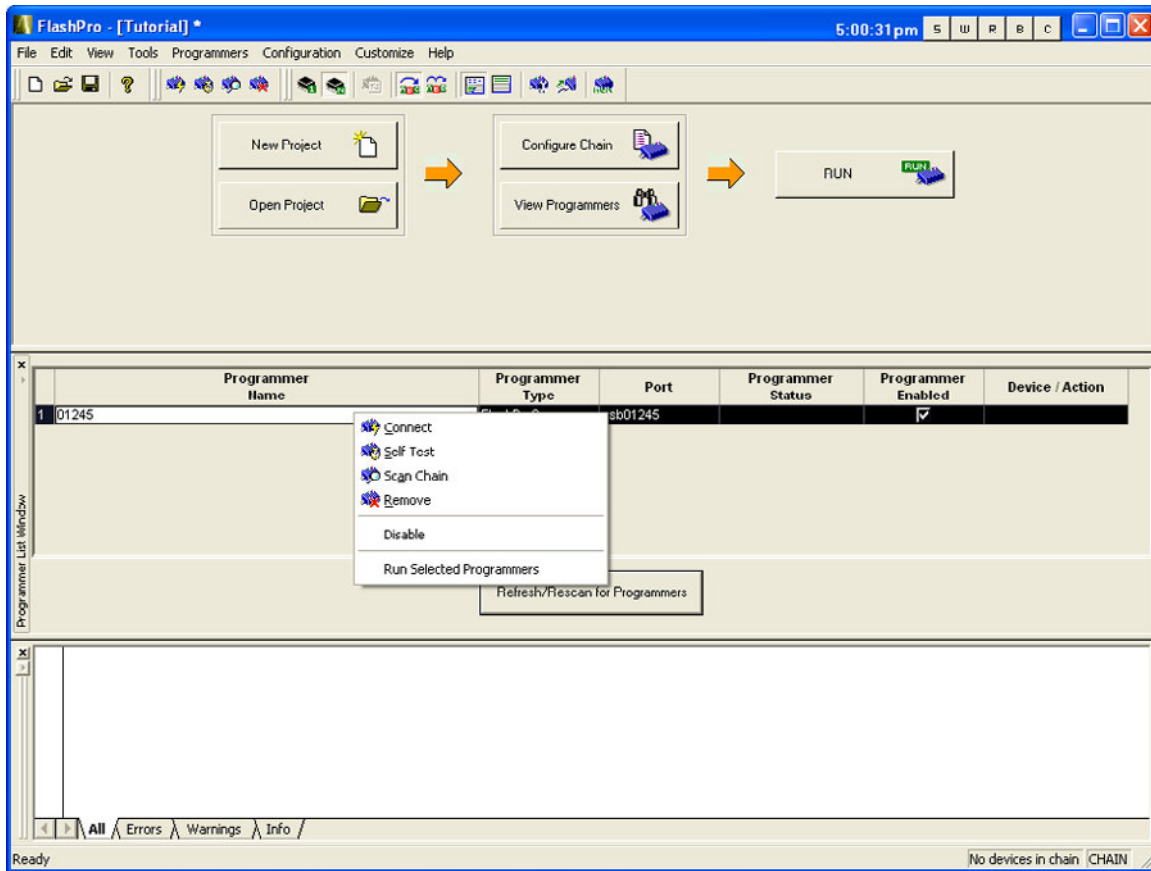 FlashPro - [Tutorial] *
5:00:31pm S W R B C
File Edit View Tools Programmers Configuration Customize Help
New Project
Configure Chain
RUN
RUN
Open Project
View Programmers
Programmer Name
Programmer Type
Port
Programmer Status
Programmer Enabled
Device / Action
1 01245
sb01245
Connect
Self Test
Scan Chain
Remove
Disable
Run Selected Programmers
Refresh/Rescan for Programmers
Programmer List Window
All Errors Warnings Info
Ready
No devices in chain CHAIN